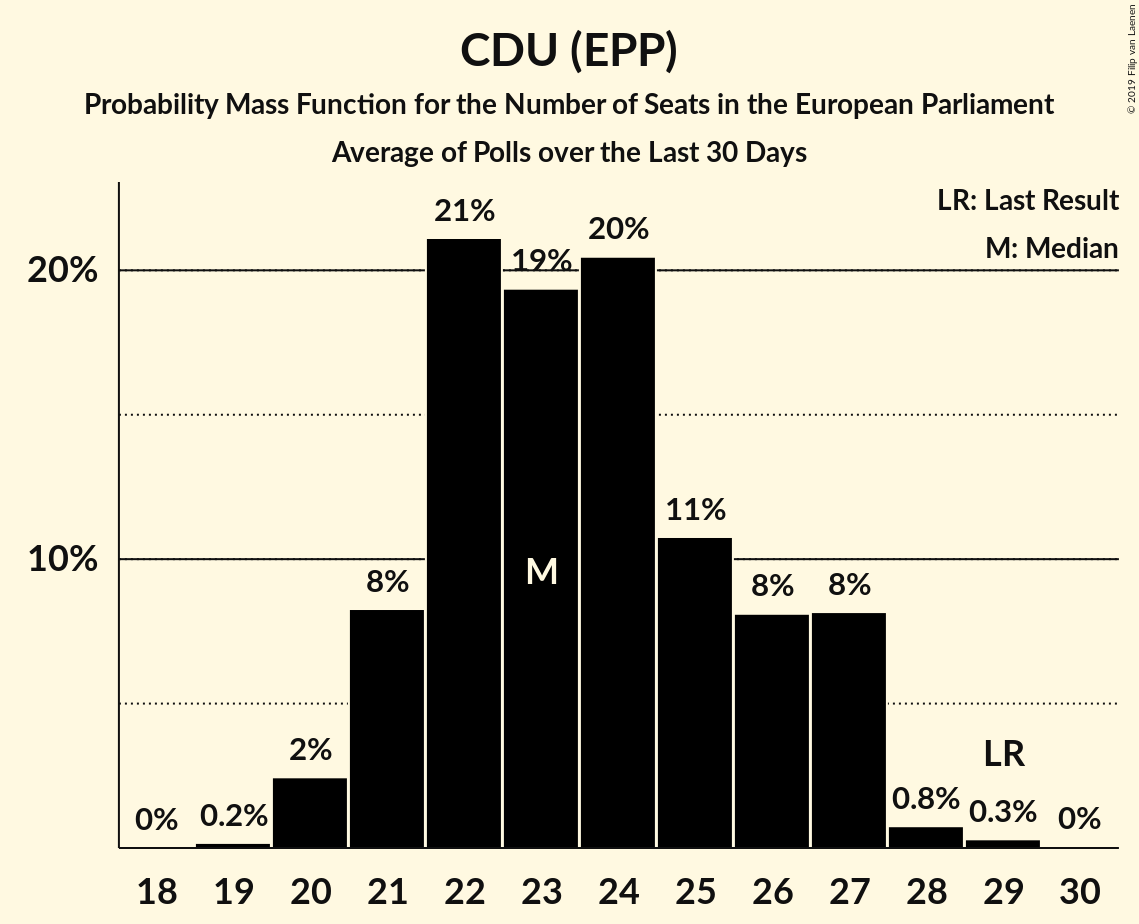 CDU (EPP)
Probability Mass Function for the Number of Seats in the European Parliament
Average of Polls over the Last 30 Days
© 2019 Filip van Laenen
LR: Last Result
M: Median
20%
10%
0%
0.2%
2%
8%
21%
19%
20%
11%
8%
8%
0.8%
0.3%
0%
M
LR
18 19 20 21 22 23 24 25 26 27 28 29 30